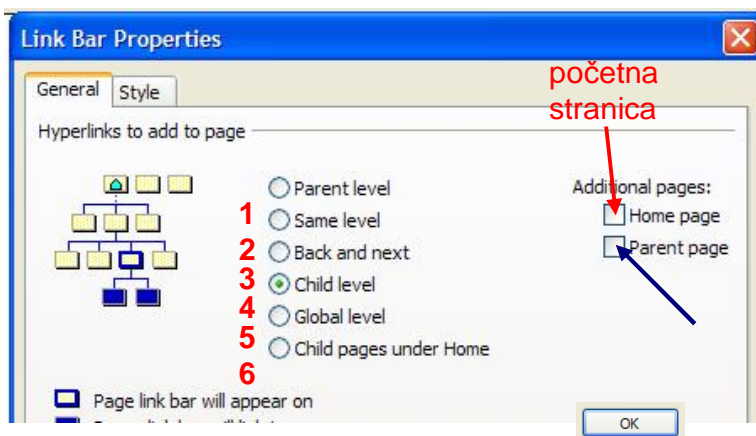 Link Bar Properties
General Style
početna
stranica
Hyperlinks to add to page
Parent level
Additional pages:
1 Same level
Home page
2 Back and next
Parent page
3 Child level
4 Global level
5 Child pages under Home
6
Page link bar will appear on
OK